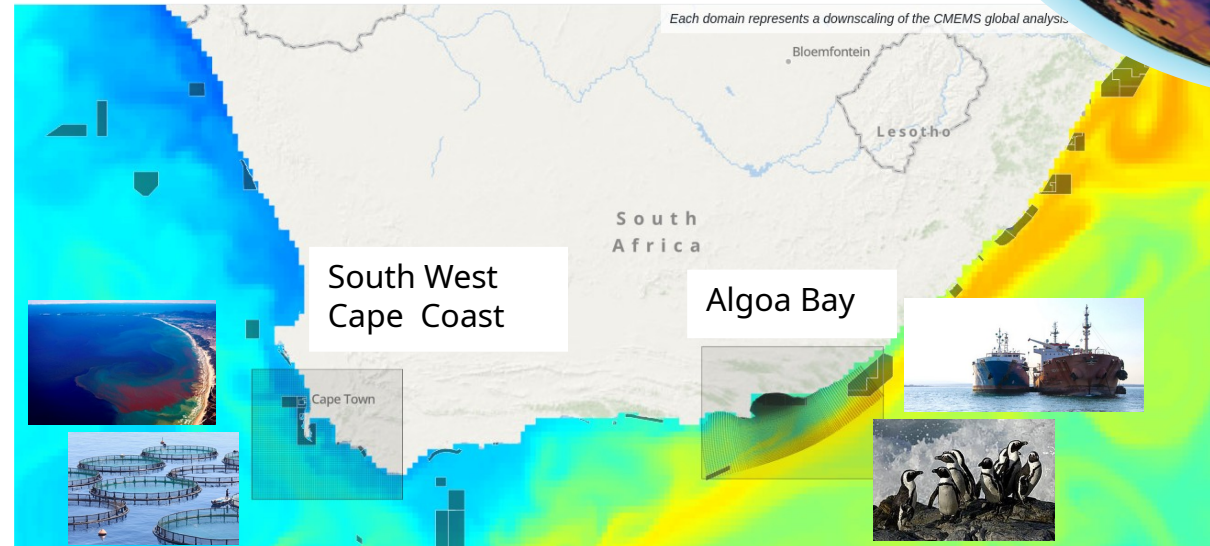 Each domain represents a downscaling of the CMEMS global analysis
Bloemfontein
Lesotho
South
Africa
South West
Cape Coast
Algoa Bay
Cape Town